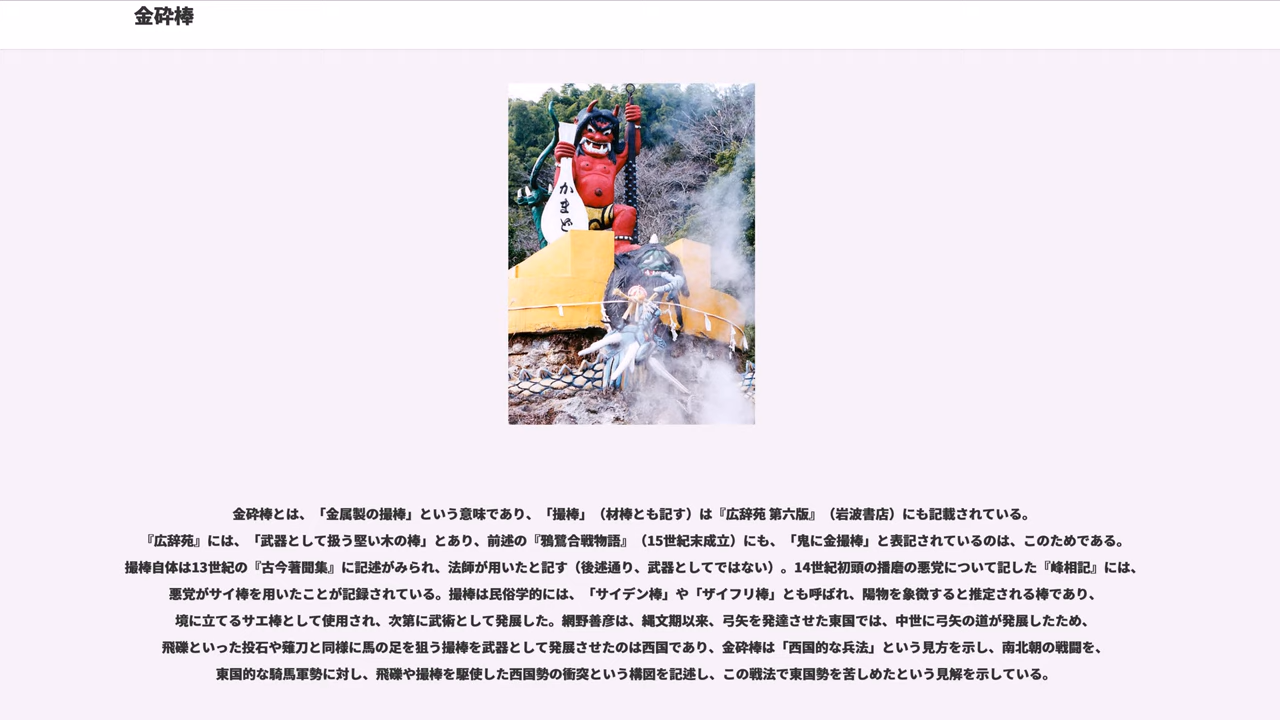 金砕棒
かまど
金砕棒とは、「金属製の撮棒」という意味であり、「撮棒」（材棒とも記す）は『広辞苑 第六版』（岩波書店）にも記載されている。
『広辞苑』には、「武器として扱う堅い木の棒」とあり、前述の『鴉鷺合戦物語』（15世紀末成立）にも、「鬼に金撮棒」と表記されているのは、このためである。
撮棒自体は13世紀の『古今著聞集』に記述がみられ、法師が用いたと記す（後述通り、武器としてではない）。14世紀初頭の播磨の悪党について記した『峰相記』には、
悪党がサイ棒を用いたことが記録されている。撮棒は民俗学的には、「サイデン棒」や「ザイフリ棒」とも呼ばれ、陽物を象徴すると推定される棒であり、
境に立てるサエ棒として使用され、次第に武術として発展した。網野善彦は、縄文期以来、弓矢を発達させた東国では、中世に弓矢の道が発展したため、
飛礫といった投石や薙刀と同様に馬の足を狙う撮棒を武器として発展させたのは西国であり、金砕棒は「西国的な兵法」という見方を示し、南北朝の戦闘を、
東国的な騎馬軍勢に対し、飛礫や撮棒を駆使した西国勢の衝突という構図を記述し、この戦法で東国勢を苦しめたという見解を示している。